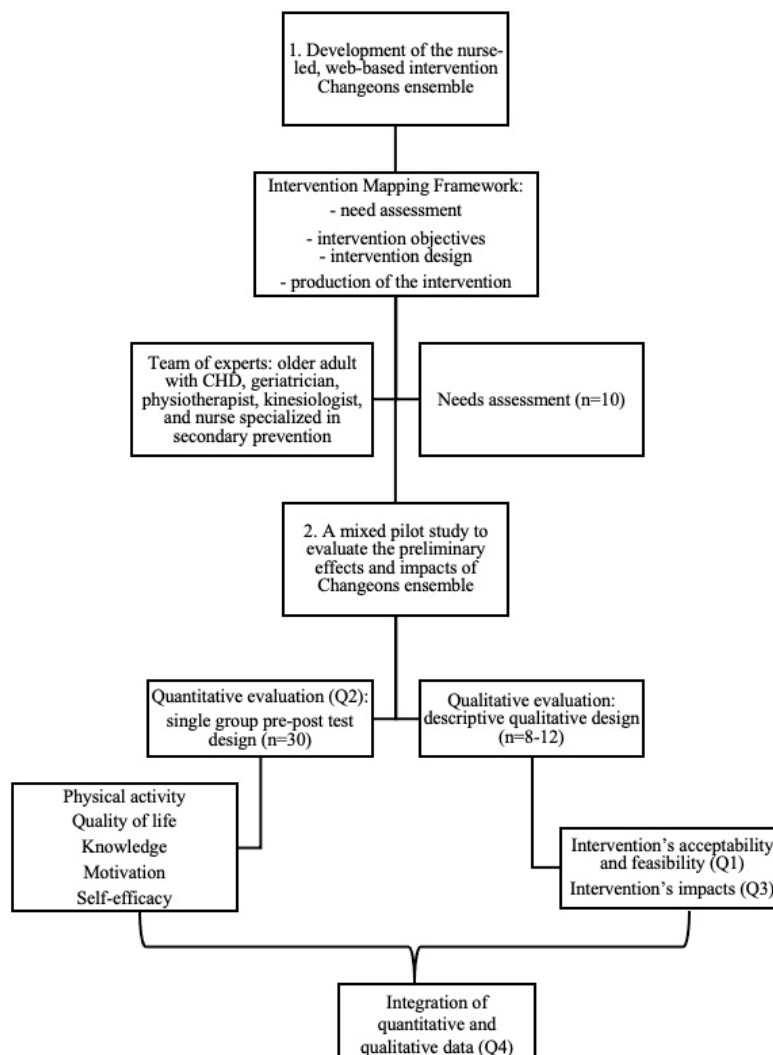 1. Development of the nurse-
led, web-based intervention
Changeons ensemble
Intervention Mapping Framework:
- need assessment
- intervention objectives
- intervention design
- production of the intervention
Team of experts: older adult
with CHD, geriatrician,
physiotherapist, kinesiologist,
and nurse specialized in
secondary prevention
Needs assessment (n=10)
2. A mixed pilot study to
evaluate the preliminary
effects and impacts of
Changeons ensemble
Quantitative evaluation (Q2):
single group pre-post test
design (n=30)
Qualitative evaluation:
descriptive qualitative design
(n=8-12)
Physical activity
Quality of life
Knowledge
Motivation
Self-efficacy
Intervention’s acceptability
and feasibility (Q1)
Intervention’s impacts (Q3)
Integration of
quantitative and
qualitative data (Q4)